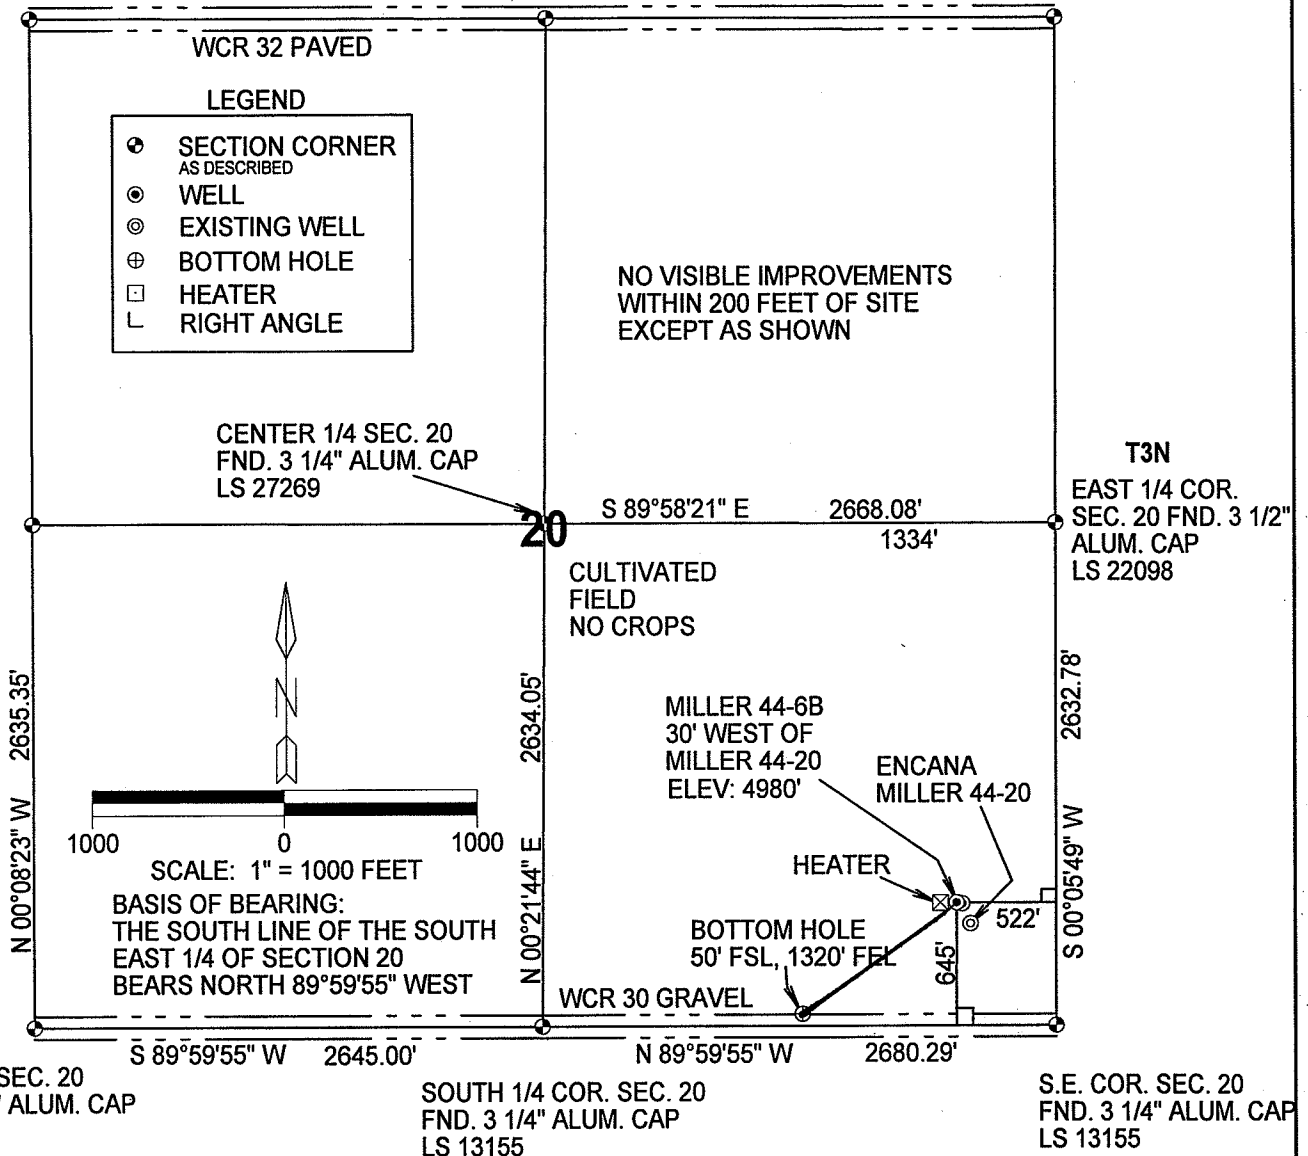 WCR 32 PAVED
LEGEND
SECTION CORNER
AS DESCRIBED
WELL
EXISTING WELL
BOTTOM HOLE
HEATER
RIGHT ANGLE
NO VISIBLE IMPROVEMENTS
WITHIN 200 FEET OF SITE
EXCEPT AS SHOWN
CENTER 1/4 SEC. 20
FND. 3 1/4" ALUM. CAP
LS 27269
T3N
EAST 1/4 COR.
SEC. 20 FND. 3 1/2"
ALUM. CAP
LS 22098
S 89°58'21" E 2668.08'
1334'
20
CULTIVATED
FIELD
NO CROPS
N
N 00°08'23" W 2635.35'
N 00°21'44" E 2634.05'
S 00°05'49" W 2632.78'
MILLER 44-6B
30' WEST OF
MILLER 44-20
ELEV: 4980'
ENCANA
MILLER 44-20
HEATER
1000 0 1000
SCALE: 1" = 1000 FEET
BASIS OF BEARING:
THE SOUTH LINE OF THE SOUTH
EAST 1/4 OF SECTION 20
BEARS NORTH 89°59'55" WEST
BOTTOM HOLE
50' FSL, 1320' FEL
522'
645'
WCR 30 GRAVEL
S 89°59'55" W 2645.00'
N 89°59'55" W 2680.29'
SEC. 20
ALUM. CAP
SOUTH 1/4 COR. SEC. 20
FND. 3 1/4" ALUM. CAP
LS 13155
S.E. COR. SEC. 20
FND. 3 1/4" ALUM. CAP
LS 13155